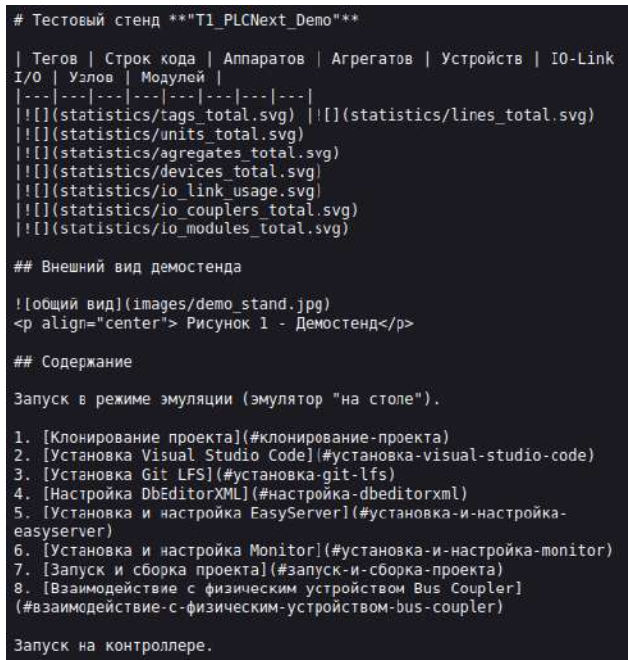 # Тестовый стенд **"T1_PLCNext_Demo"**
| Тегов | Строк кода | Аппаратов | Агрегатов | Устройств | IO-Link
I/O | Узлов | Модулей |
|---|---|---|---|---|---|---|---|
|![](statistics/tags_total.svg) |![](statistics/lines_total.svg)
|![](statistics/units_total.svg)
|![](statistics/agregates_total.svg)
|![](statistics/devices_total.svg)
|![](statistics/io_link_usage.svg)
|![](statistics/io_couplers_total.svg)
|![](statistics/io_modules_total.svg)
## Внешний вид демостенда
![общий вид](images/demo_stand.jpg)
<p align="center"> Рисунок 1 - Демостенд</p>
## Содержание
Запуск в режиме эмуляции (эмулятор "на столе").
1. [Клонирование проекта](#клонирование-проекта)
2. [Установка Visual Studio Code](#установка-visual-studio-code)
3. [Установка Git LFS](#установка-git-lfs)
4. [Настройка DbEditorXML](#настройка-dbeditorxml)
5. [Установка и настройка EasyServer](#установка-и-настройка-
easyserver)
6. [Установка и настройка Monitor](#установка-и-настройка-monitor)
7. [Запуск и сборка проекта](#запуск-и-сборка-проекта)
8. [Взаимодействие с физическим устройством Bus Coupler]
(#взаимодействие-с-физическим-устройством-bus-coupler)
Запуск на контроллере.